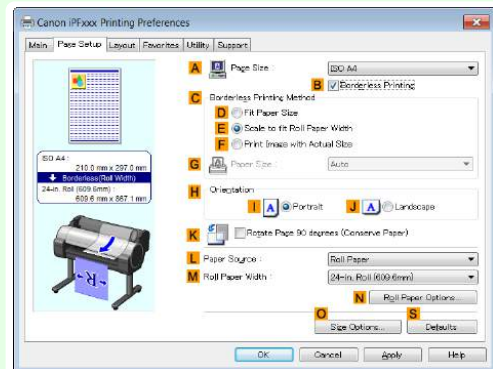 Canon iPFxxx Printing Preferences
Main Page Setup Layout Favorites Utility Support
A Page Size : ISO A4
B Borderless Printing
C Borderless Printing Method
D Fit Paper Size
E Scale to fit Roll Paper Width
F Print Image with Actual Size
G Paper Size : Auto
H Orientation
I A Portrait J A Landscape
K Rotate Page 90 degrees (Conserve Paper)
L Paper Source : Roll Paper
M Roll Paper Width : 24-in. Roll (609.6mm)
N Roll Paper Options...
O Size Options... S Defaults
ISO A4 :
210.0 mm x 297.0 mm
Borderless(Roll Width)
24-in. Roll (609.6mm) :
609.6 mm x 867.1 mm
R
OK Cancel Apply Help